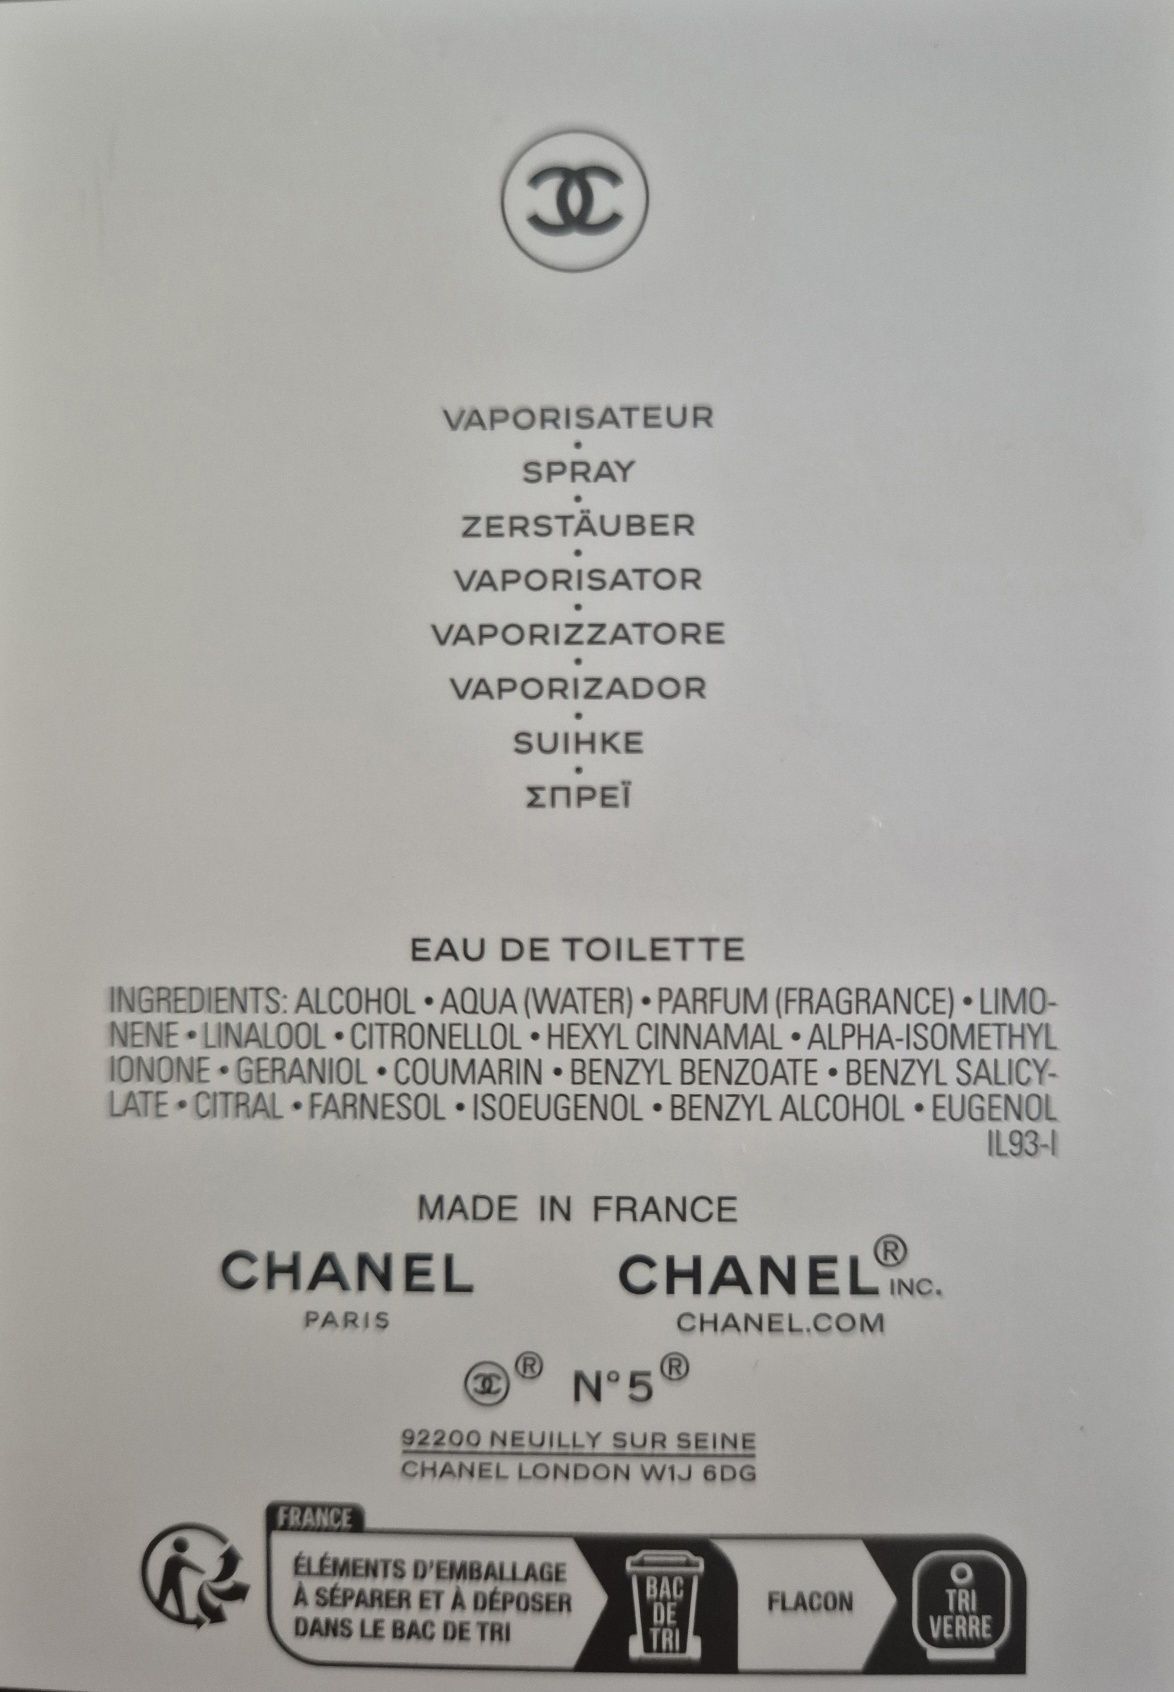 VAPORISATEUR
•
SPRAY
•
ZERSTÄUBER
•
VAPORISATOR
•
VAPORIZZATORE
•
VAPORIZADOR
•
SUIHKE
•
ΣΠΡΕΪ
EAU DE TOILETTE
INGREDIENTS: ALCOHOL • AQUA (WATER) • PARFUM (FRAGRANCE) • LIMO-
NENE • LINALOOL • CITRONELLOL • HEXYL CINNAMAL • ALPHA-ISOMETHYL
IONONE • GERANIOL • COUMARIN • BENZYL BENZOATE • BENZYL SALICY-
LATE • CITRAL • FARNESOL • ISOEUGENOL • BENZYL ALCOHOL • EUGENOL
IL93-I
MADE IN FRANCE
CHANEL
PARIS
CHANEL® INC.
CHANEL.COM
® N°5®
92200 NEUILLY SUR SEINE
CHANEL LONDON W1J 6DG
FRANCE
ÉLÉMENTS D'EMBALLAGE
À SÉPARER ET À DÉPOSER
DANS LE BAC DE TRI
BAC
DE
TRI
FLACON
TRI
VERRE